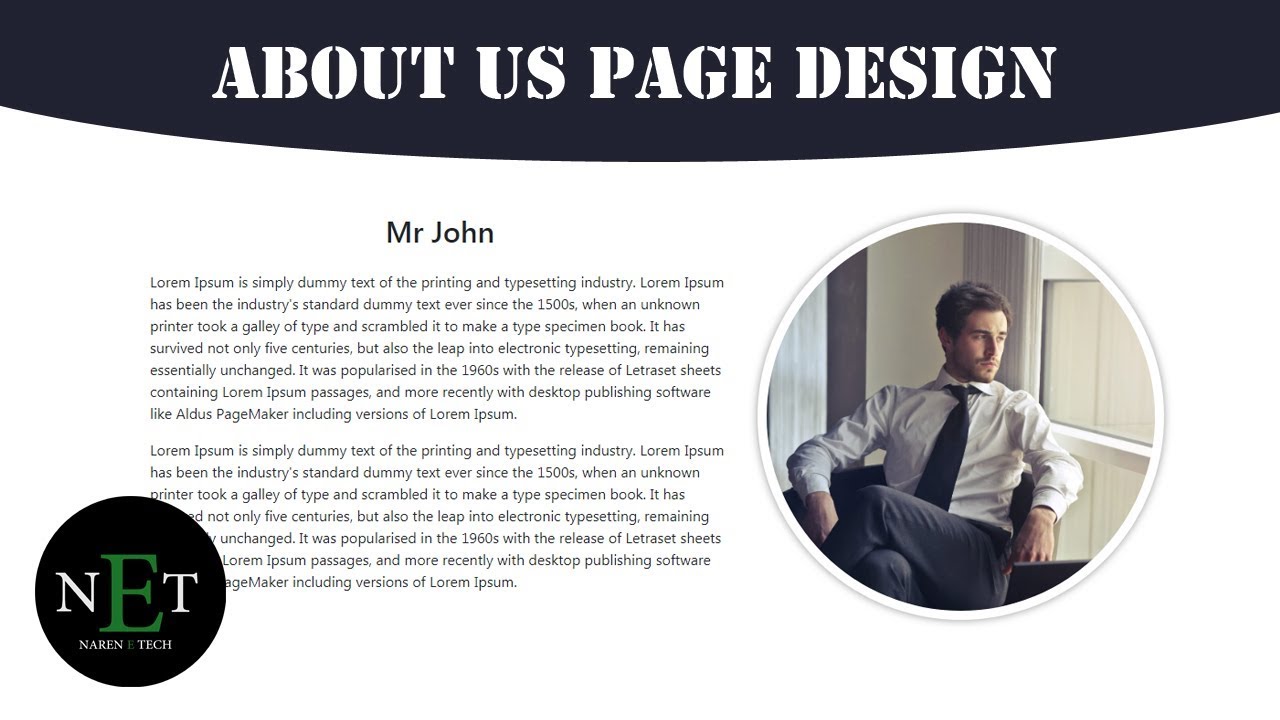 ABOUT US PAGE DESIGN
Mr John
Lorem Ipsum is simply dummy text of the printing and typesetting industry. Lorem Ipsum
has been the industry's standard dummy text ever since the 1500s, when an unknown
printer took a galley of type and scrambled it to make a type specimen book. It has
survived not only five centuries, but also the leap into electronic typesetting, remaining
essentially unchanged. It was popularised in the 1960s with the release of Letraset sheets
containing Lorem Ipsum passages, and more recently with desktop publishing software
like Aldus PageMaker including versions of Lorem Ipsum.
Lorem Ipsum is simply dummy text of the printing and typesetting industry. Lorem Ipsum
has been the industry's standard dummy text ever since the 1500s, when an unknown
printer took a galley of type and scrambled it to make a type specimen book. It has
not only five centuries, but also the leap into electronic typesetting, remaining
unchanged. It was popularised in the 1960s with the release of Letraset sheets
Lorem Ipsum passages, and more recently with desktop publishing software
including versions of Lorem Ipsum.
NET
NAREN E TECH